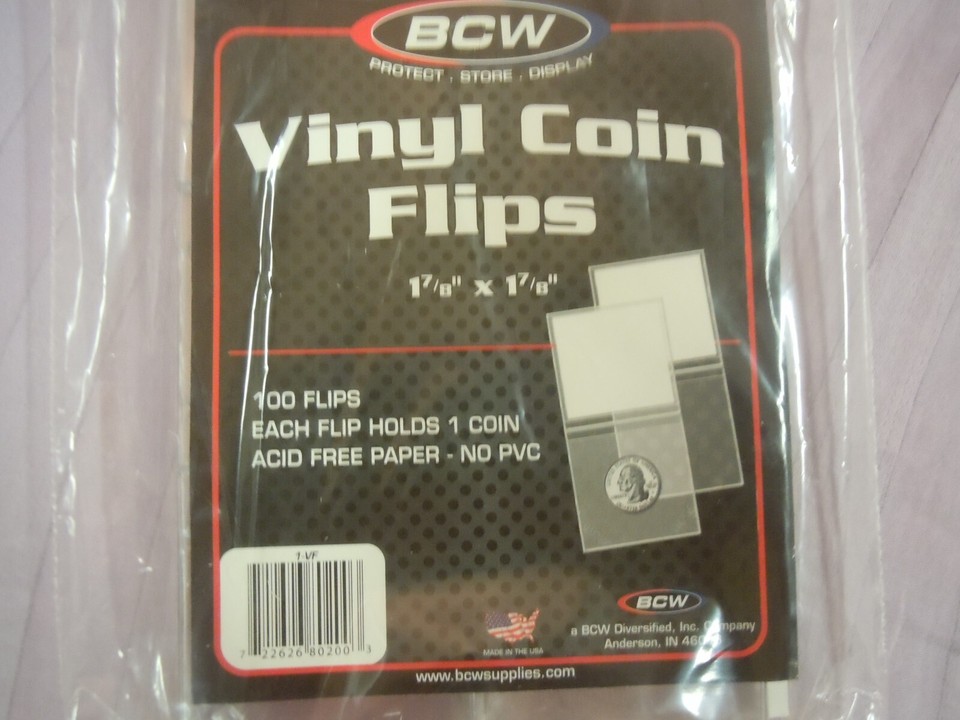 BCW
PROTECT . STORE . DISPLAY
Vinyl Coin
Flips
1 7/8" x 1 7/8"
100 FLIPS
EACH FLIP HOLDS 1 COIN
ACID FREE PAPER - NO PVC
1-VF
7 22626 80200 3
MADE IN THE USA
BCW
a BCW Diversified, Inc. Company
Anderson, IN
www.bcwsupplies.com